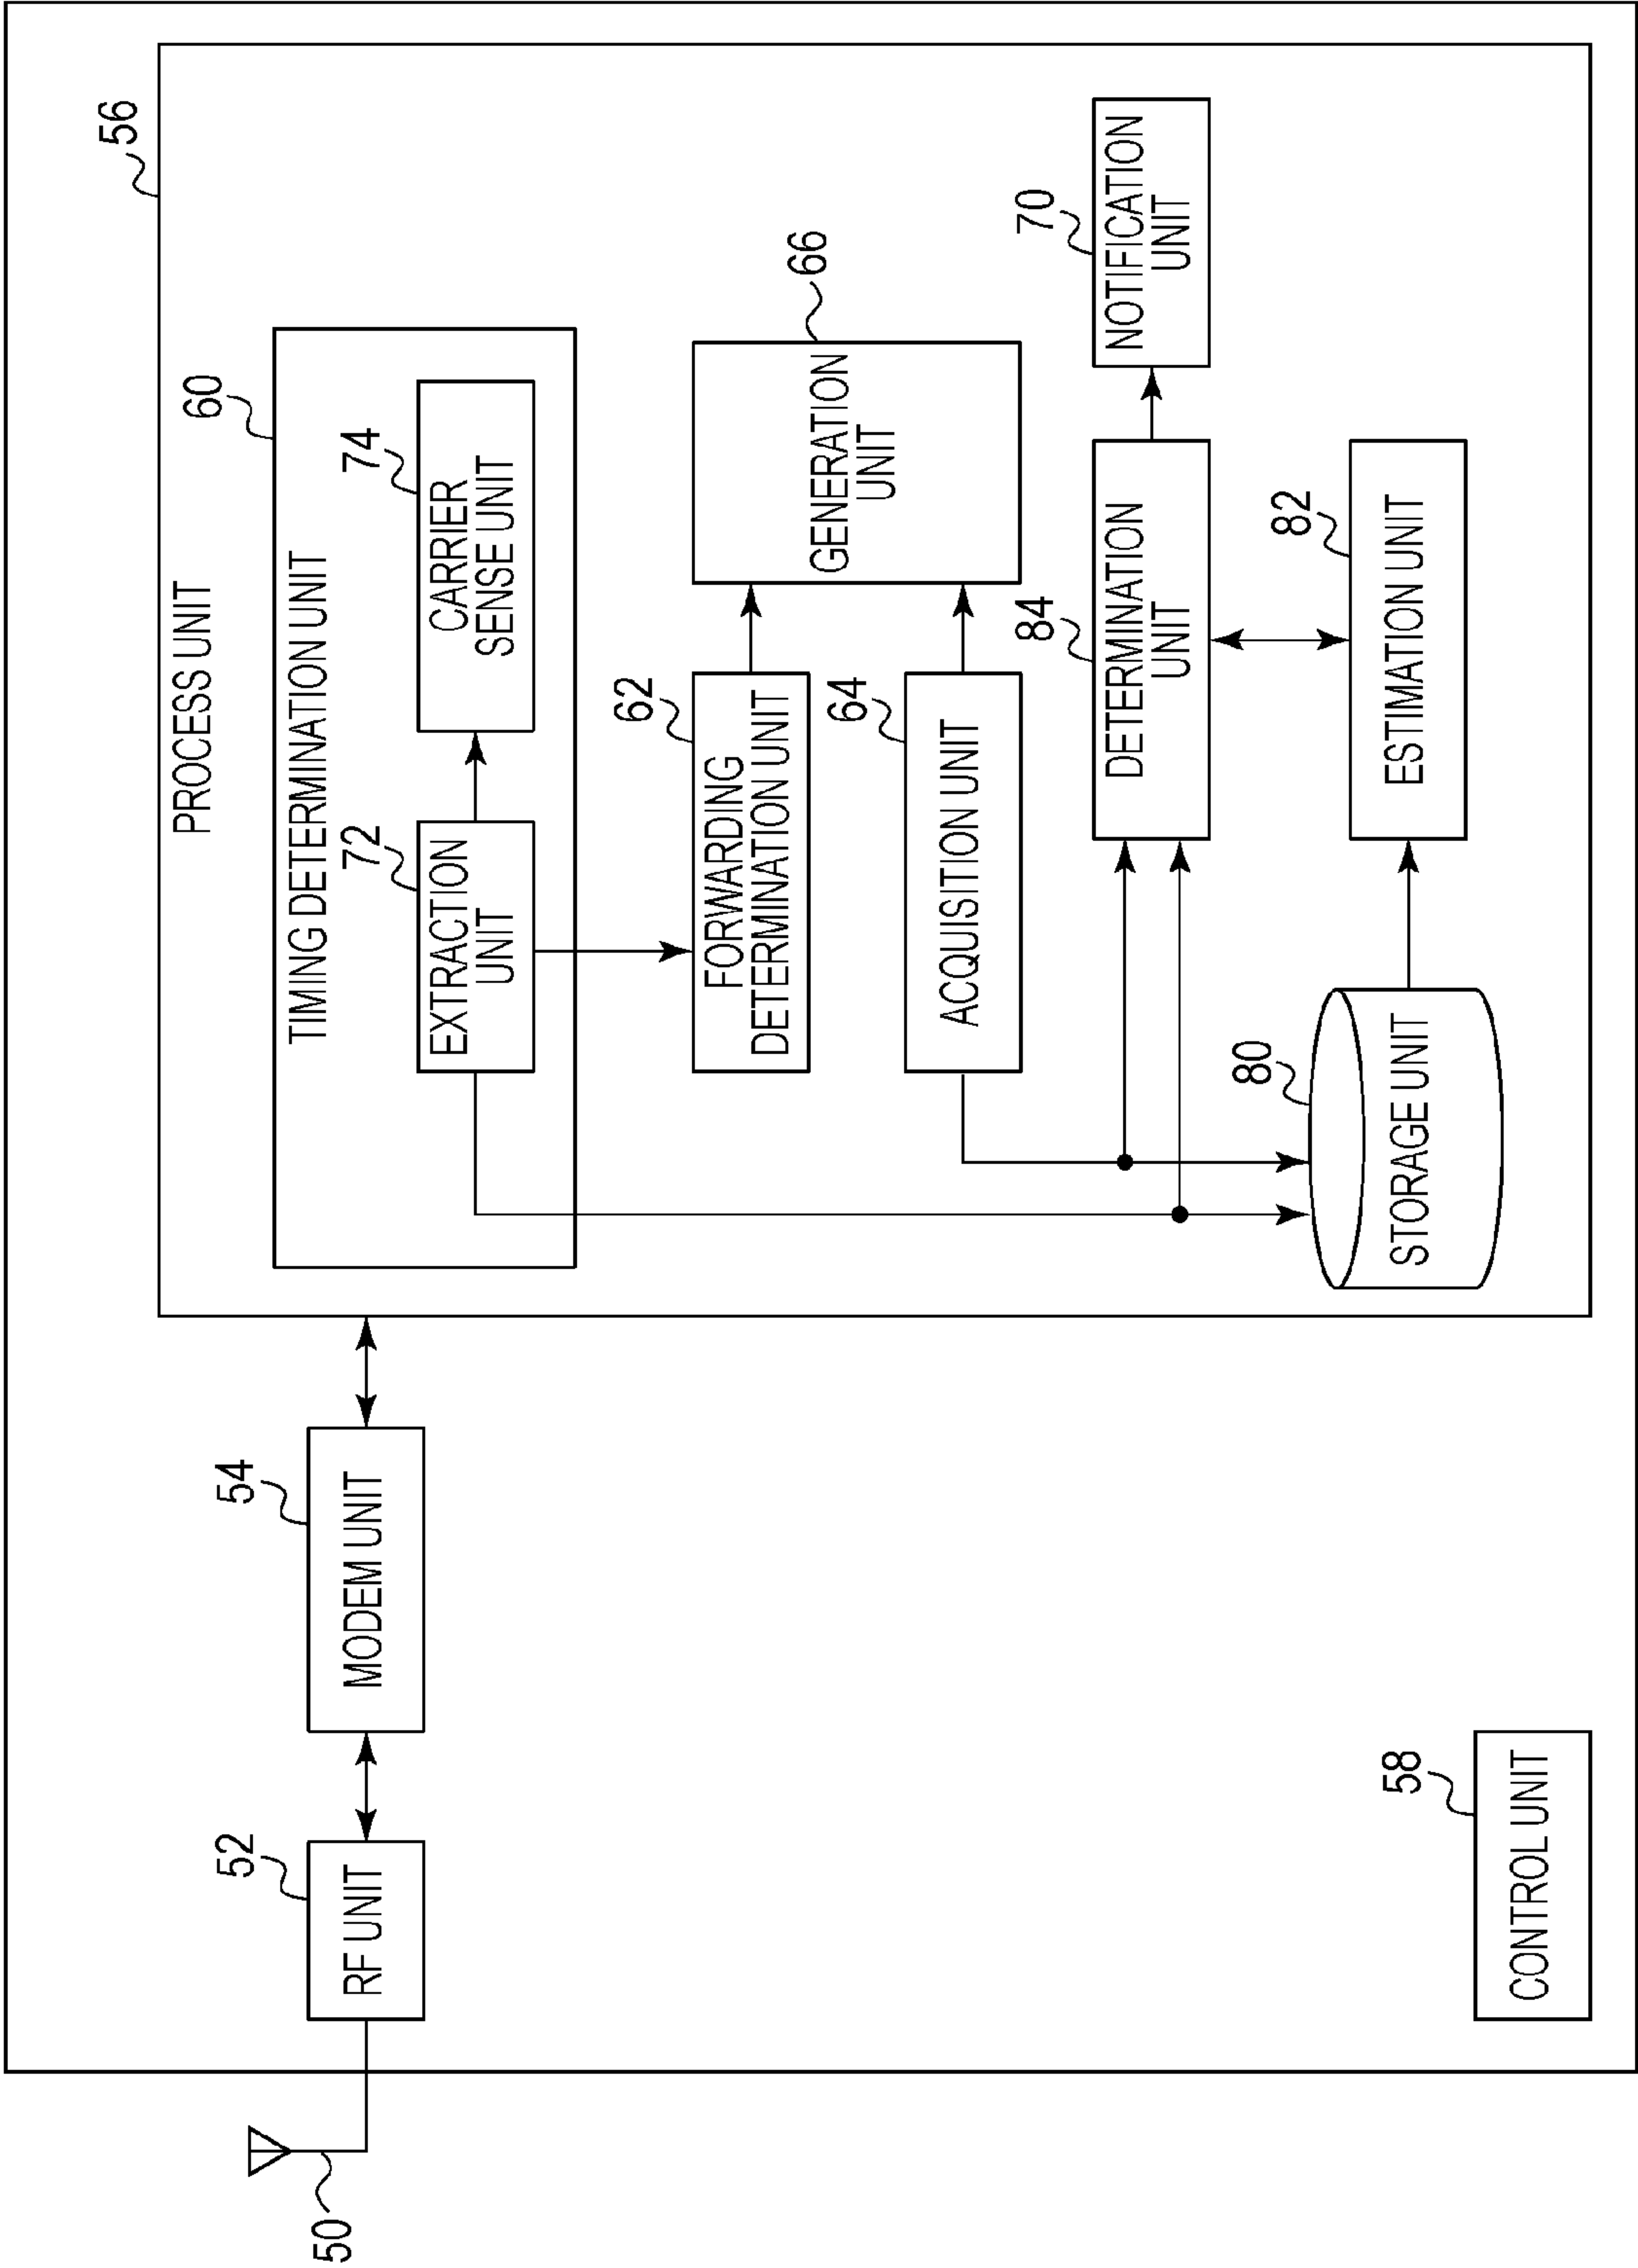 56
PROCESS UNIT
60
TIMING DETERMINATION UNIT
72
EXTRACTION
UNIT
74
CARRIER
SENSE UNIT
52
RF UNIT
54
MODEM UNIT
50
62
FORWARDING
DETERMINATION UNIT
66
GENERATION
UNIT
64
ACQUISITION UNIT
84
DETERMINATION
UNIT
70
NOTIFICATION
UNIT
80
STORAGE UNIT
82
ESTIMATION UNIT
58
CONTROL UNIT